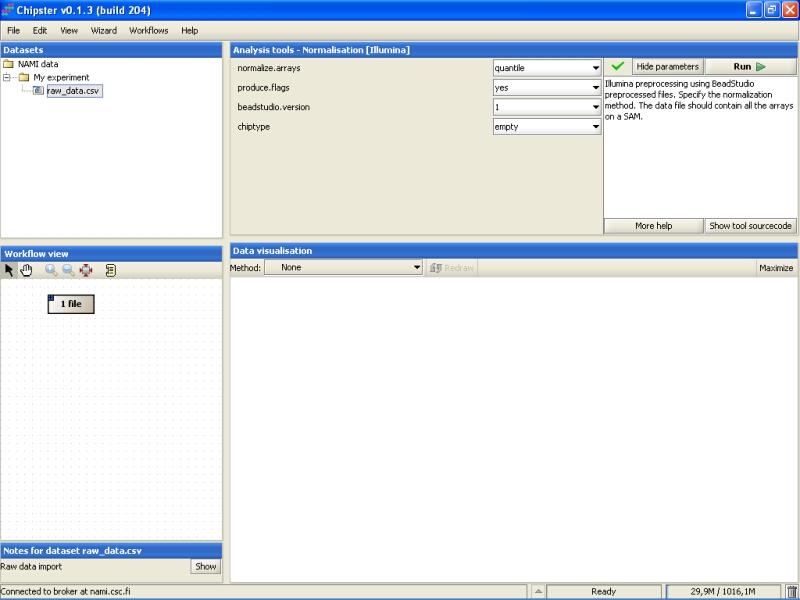 Chipster v0.1.3 (build 204)
File Edit View Wizard Workflows Help
Datasets
NAMI data
My experiment
raw_data.csv
Analysis tools - Normalisation [Illumina]
normalize.arrays quantile
produce.flags yes
beadstudio.version 1
chiptype empty
Hide parameters Run
Illumina preprocessing using BeadStudio
preprocessed files. Specify the normalization
method. The data file should contain all the arrays
on a SAM.
More help Show tool sourcecode
Workflow view
1 file
Data visualisation
Method: None Redraw Maximize
Notes for dataset raw_data.csv
Raw data import Show
Connected to broker at nami.csc.fi Ready 29,9M / 1016,1M